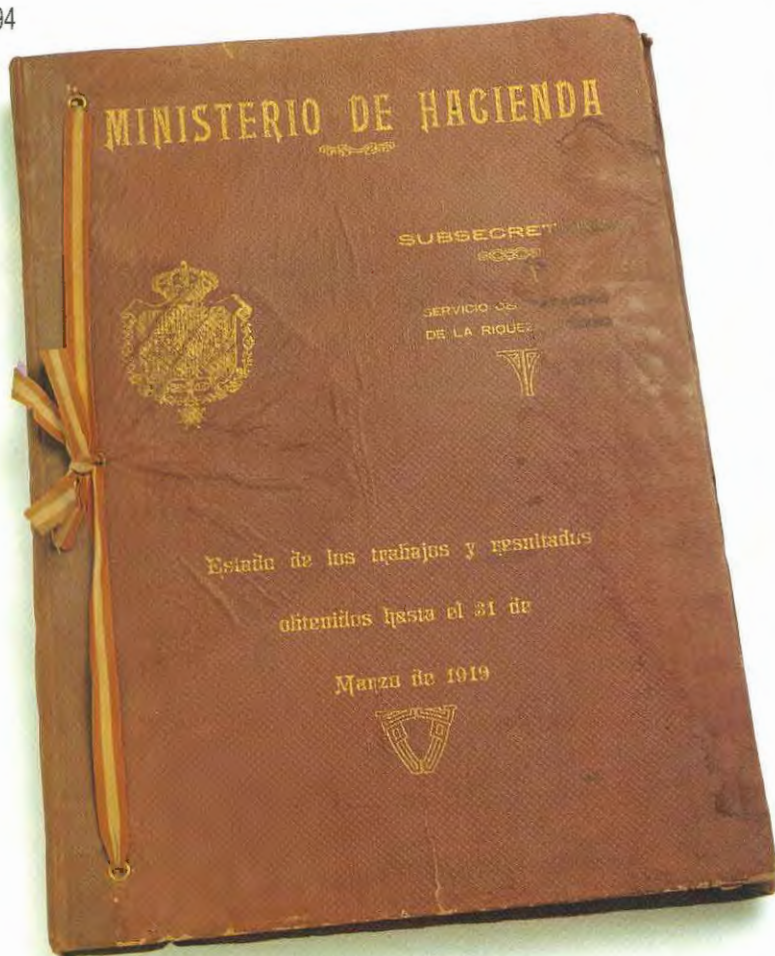 94
MINISTERIO DE HACIENDA
SUBSECRET
SERVICIO DE
DE LA RIQUEZ
Estado de los trabajos y resultados
obtenidos hasta el 31 de
Marzo de 1919